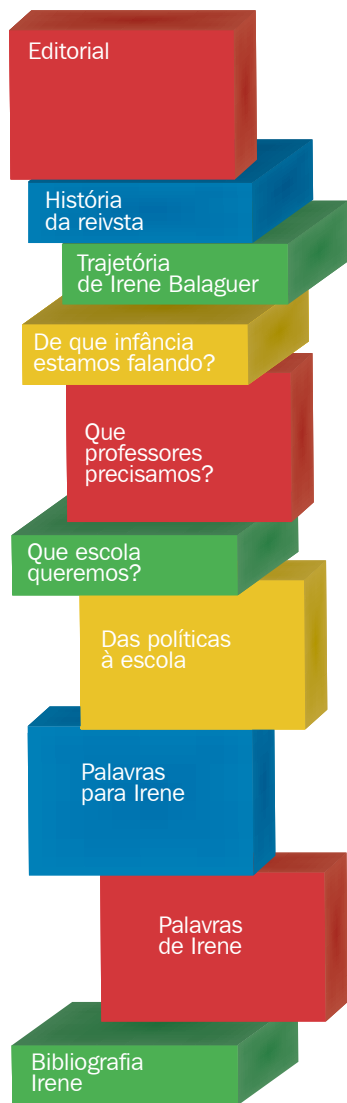 Editorial
História
da reivsta
Trajetória
de Irene Balaguer
De que infância
estamos falando?
Que
professores
precisamos?
Que escola
queremos?
Das políticas
à escola
Palavras
para Irene
Palavras
de Irene
Bibliografia
Irene